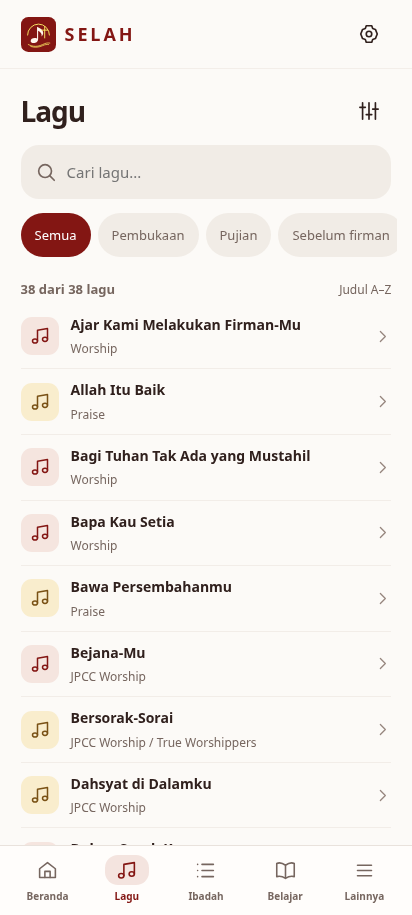 SELAH
Lagu
Cari lagu...
Semua
Pembukaan
Pujian
Sebelum firman
38 dari 38 lagu
Judul A–Z
Ajar Kami Melakukan Firman-Mu
Worship
Allah Itu Baik
Praise
Bagi Tuhan Tak Ada yang Mustahil
Worship
Bapa Kau Setia
Worship
Bawa Persembahanmu
Praise
Bejana-Mu
JPCC Worship
Bersorak-Sorai
JPCC Worship / True Worshippers
Dahsyat di Dalamku
JPCC Worship
Beranda
Lagu
Ibadah
Belajar
Lainnya